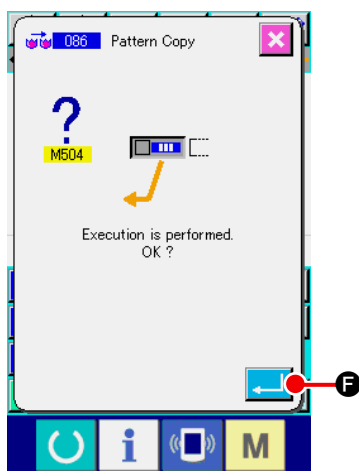 086 Pattern Copy
?
M504
Execution is performed.
OK ?
F
i
M